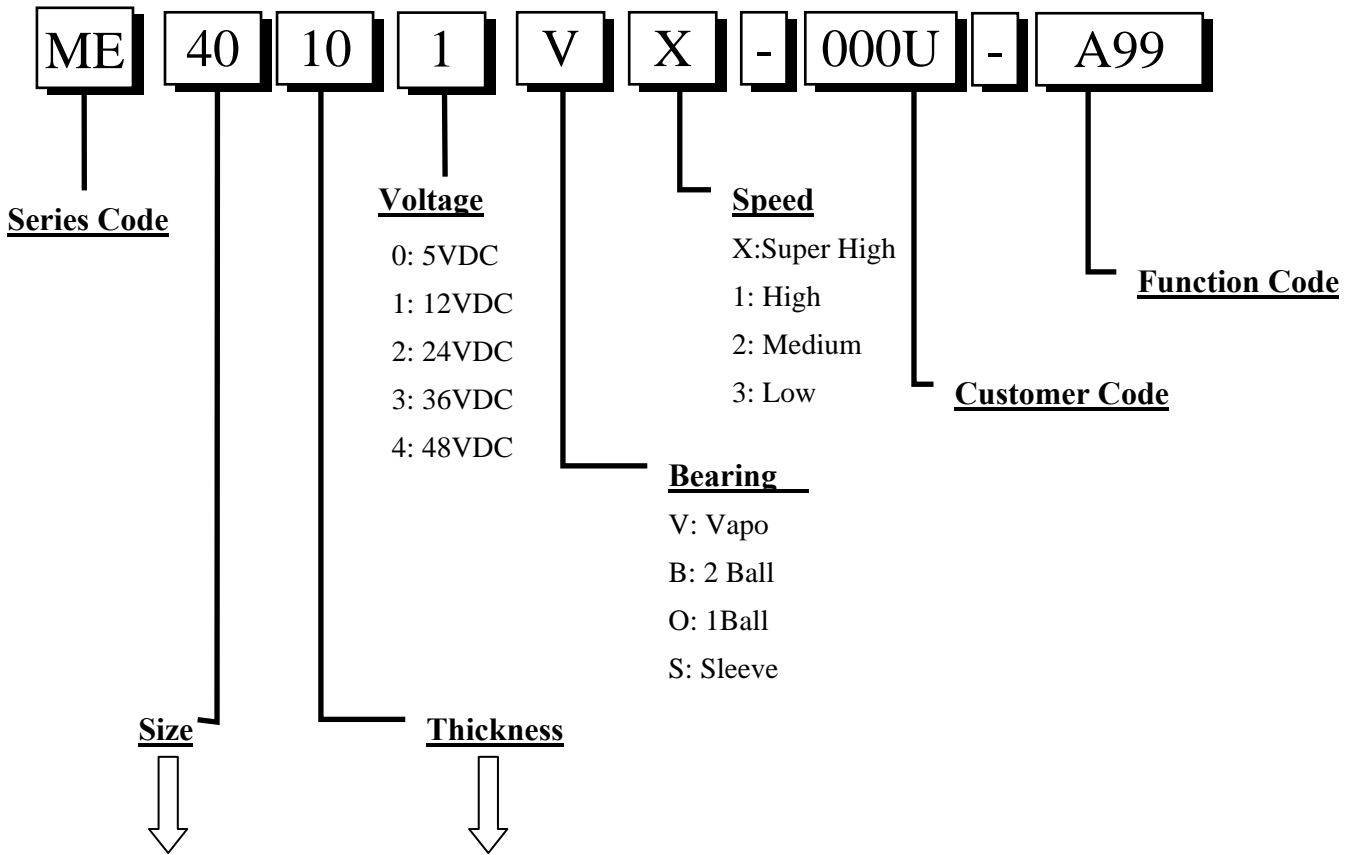 ME 40 10 1 V X - 000U - A99
Series Code
Voltage
0: 5VDC
1: 12VDC
2: 24VDC
3: 36VDC
4: 48VDC
Speed
X:Super High
1: High
2: Medium
3: Low
Function Code
Customer Code
Bearing
V: Vapo
B: 2 Ball
O: 1Ball
S: Sleeve
Size
Thickness